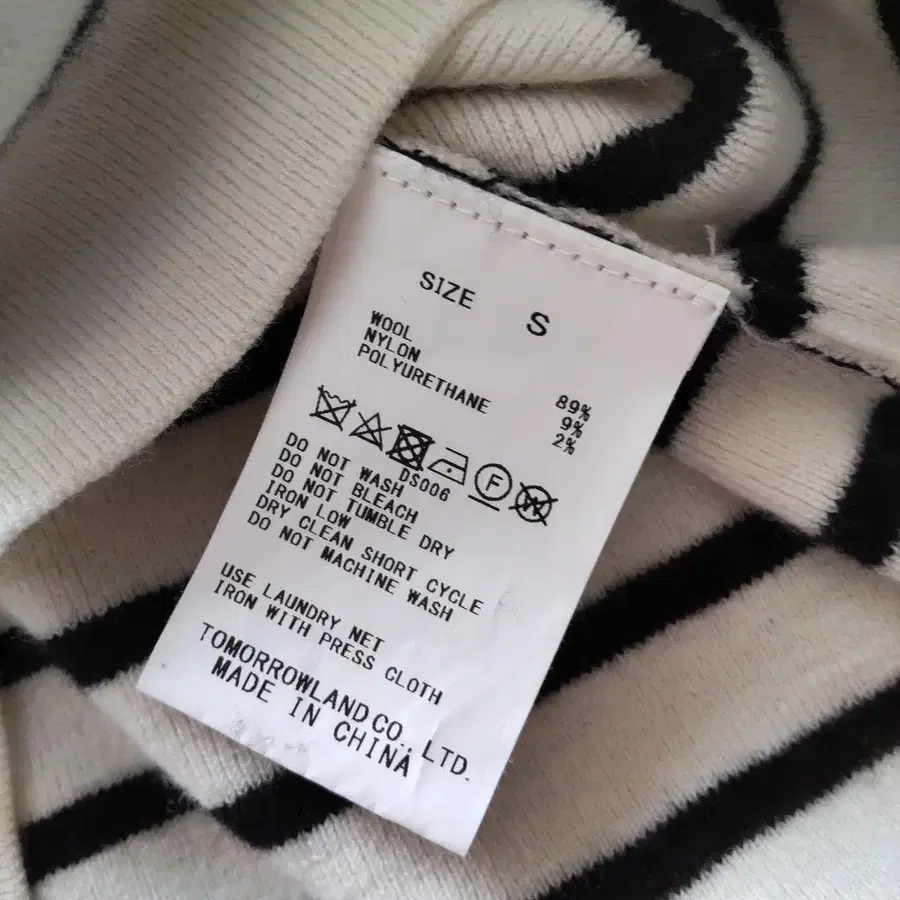 SIZE S
WOOL 89%
NYLON 9%
POLYURETHANE 2%
F W
DS006
DO NOT WASH
DO NOT BLEACH
DO NOT TUMBLE DRY
IRON LOW
DRY CLEAN SHORT CYCLE
DO NOT MACHINE WASH
USE LAUNDRY NET
IRON WITH PRESS CLOTH
TOMORROWLAND CO., LTD.
MADE IN CHINA